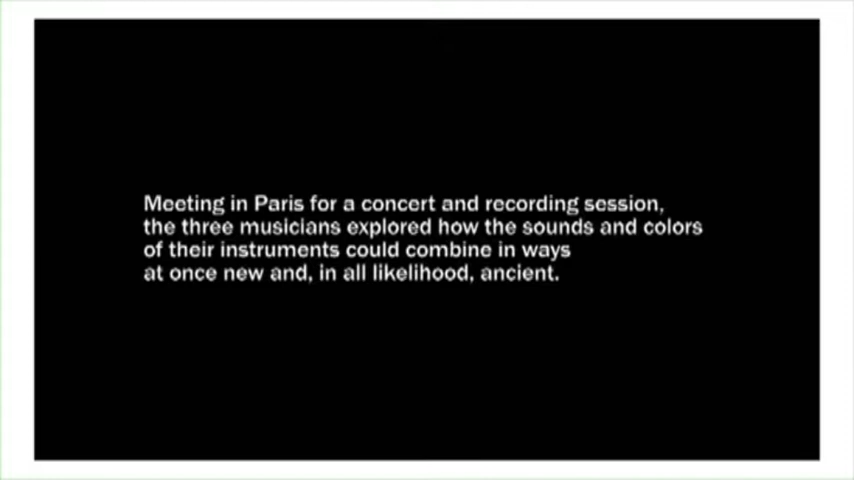 Meeting in Paris for a concert and recording session,
the three musicians explored how the sounds and colors
of their instruments could combine in ways
at once new and, in all likelihood, ancient.